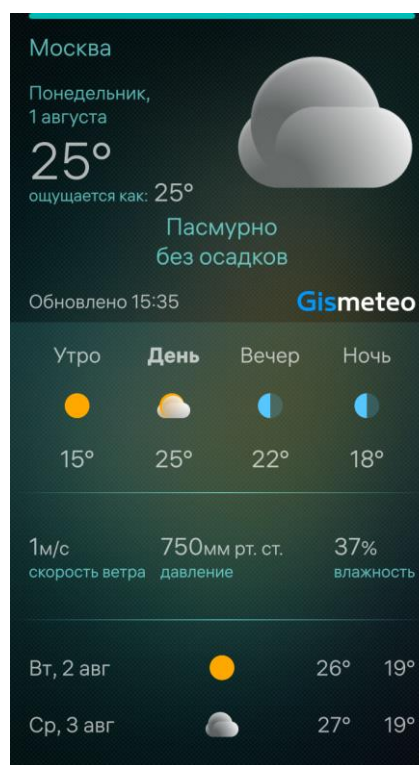 Москва
Понедельник,
1 августа
25°
ощущается как: 25°
Пасмурно
без осадков
Обновлено 15:35 Gismeteo
Утро День Вечер Ночь
15° 25° 22° 18°
1м/с 750мм рт. ст. 37%
скорость ветра давление влажность
Вт, 2 авг 26° 19°
Ср, 3 авг 27° 19°